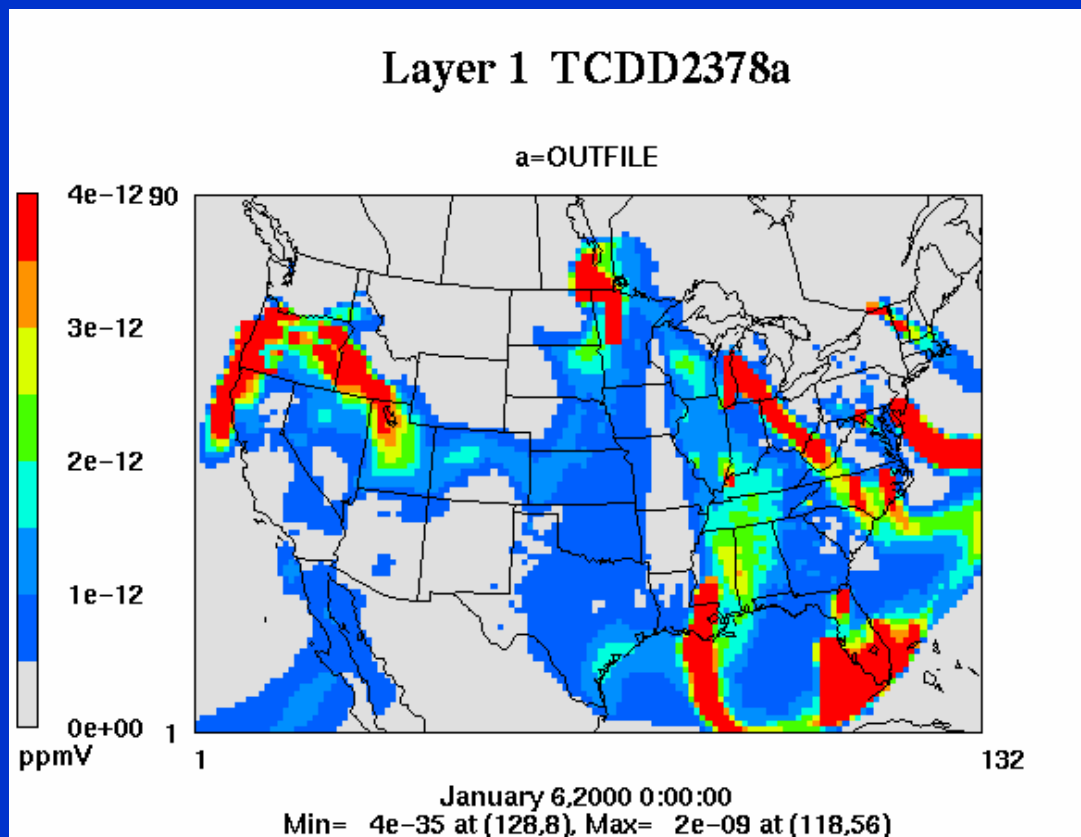 Layer 1 TCDD2378a
a=OUTFILE
4e-12
3e-12
2e-12
1e-12
0e+00
ppmV
90
1
1
132
January 6,2000 0:00:00
Min= 4e-35 at (128,8), Max= 2e-09 at (118,56)